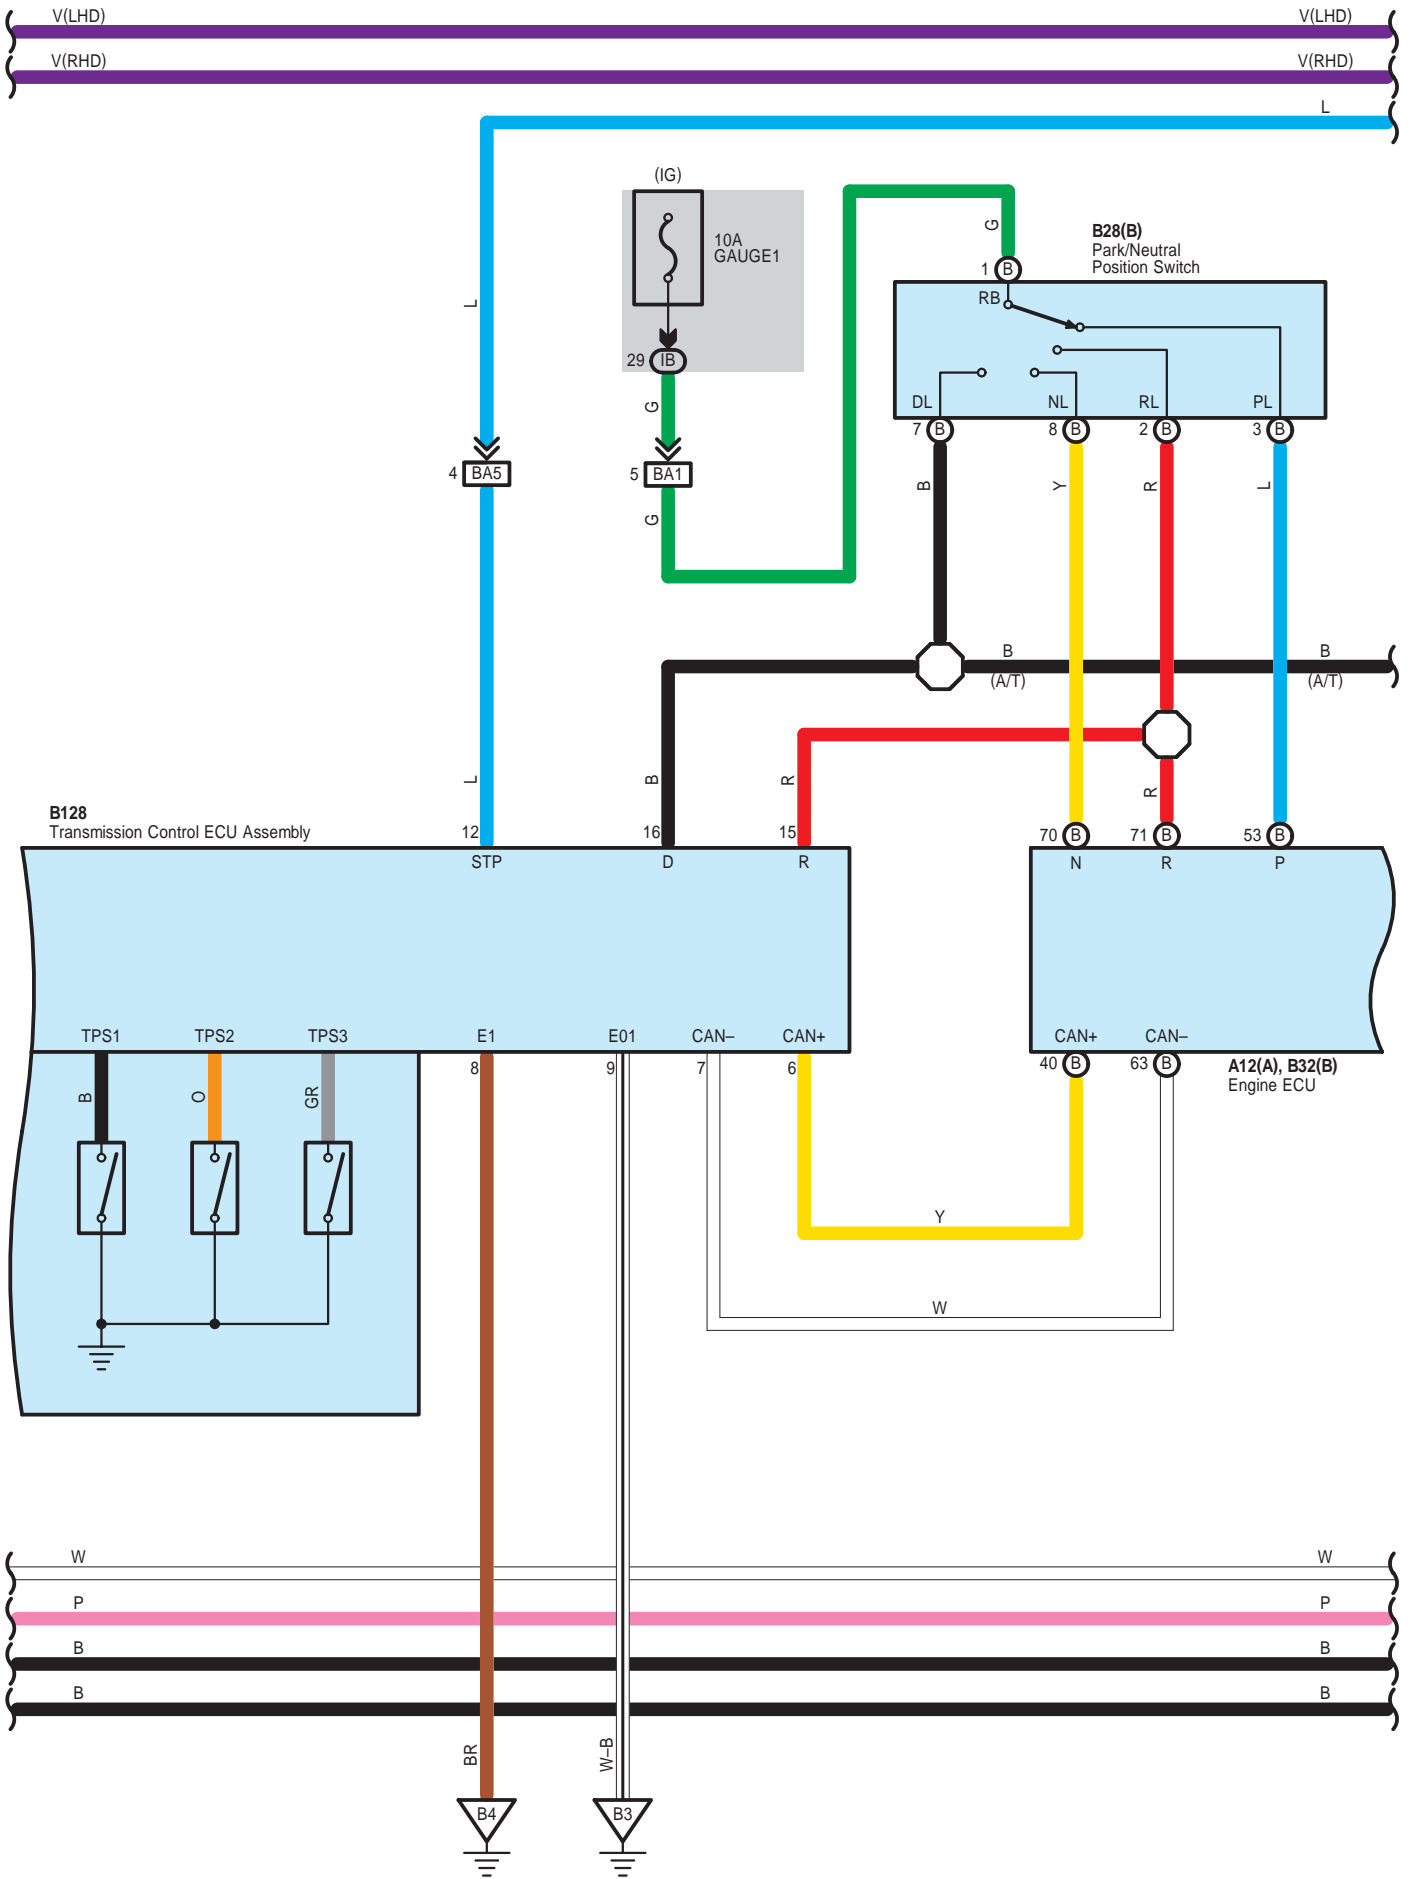 V(LHD) V(LHD)
V(RHD) V(RHD)
L
(IG)
10A
GAUGE1
29 IB
G
B28(B)
Park/Neutral
Position Switch
1 B
RB
DL NL RL PL
7 B 8 B 2 B 3 B
L
G
4 BA5
5 BA1
G
B Y R L
B B
(A/T) (A/T)
L B R R
B128
Transmission Control ECU Assembly
12 16 15
70 B 71 B 53 B
STP D R
N R P
TPS1 TPS2 TPS3 E1 E01 CAN– CAN+
CAN+ CAN–
8 9 7 6
40 B 63 B
A12(A), B32(B)
Engine ECU
B O GR
Y
W
W W
P P
B B
B B
BR W–B
B4 B3